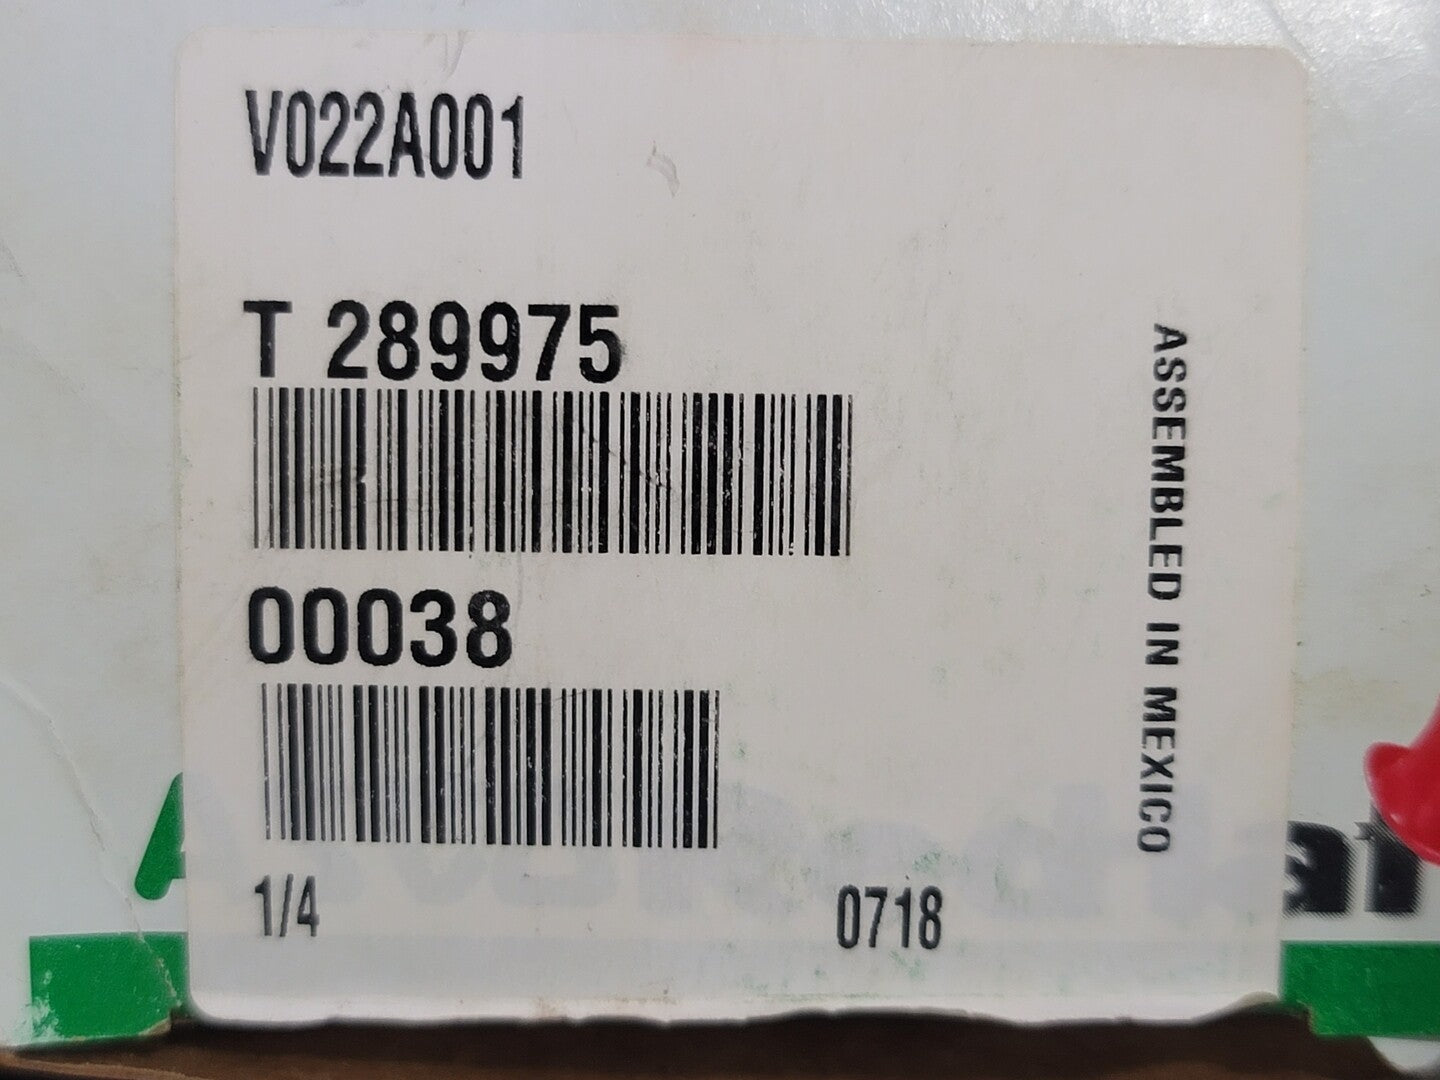 V022A001
T 289975
00038
1/4
0718
ASSEMBLED IN MEXICO